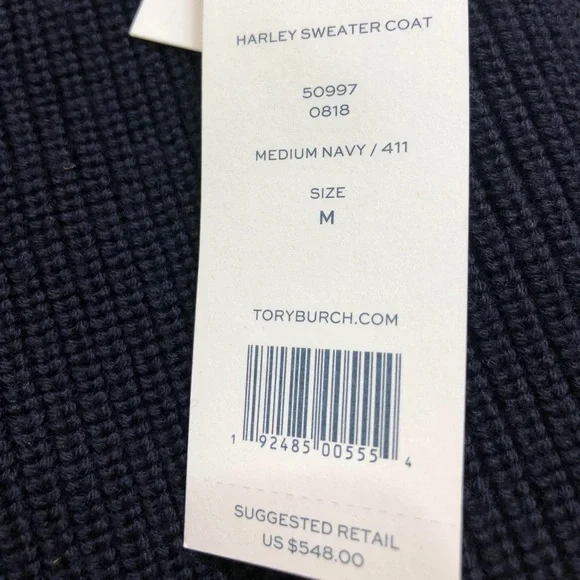 HARLEY SWEATER COAT
50997
0818
MEDIUM NAVY / 411
SIZE
M
TORYBURCH.COM
1 92485 00555 4
SUGGESTED RETAIL
US $548.00